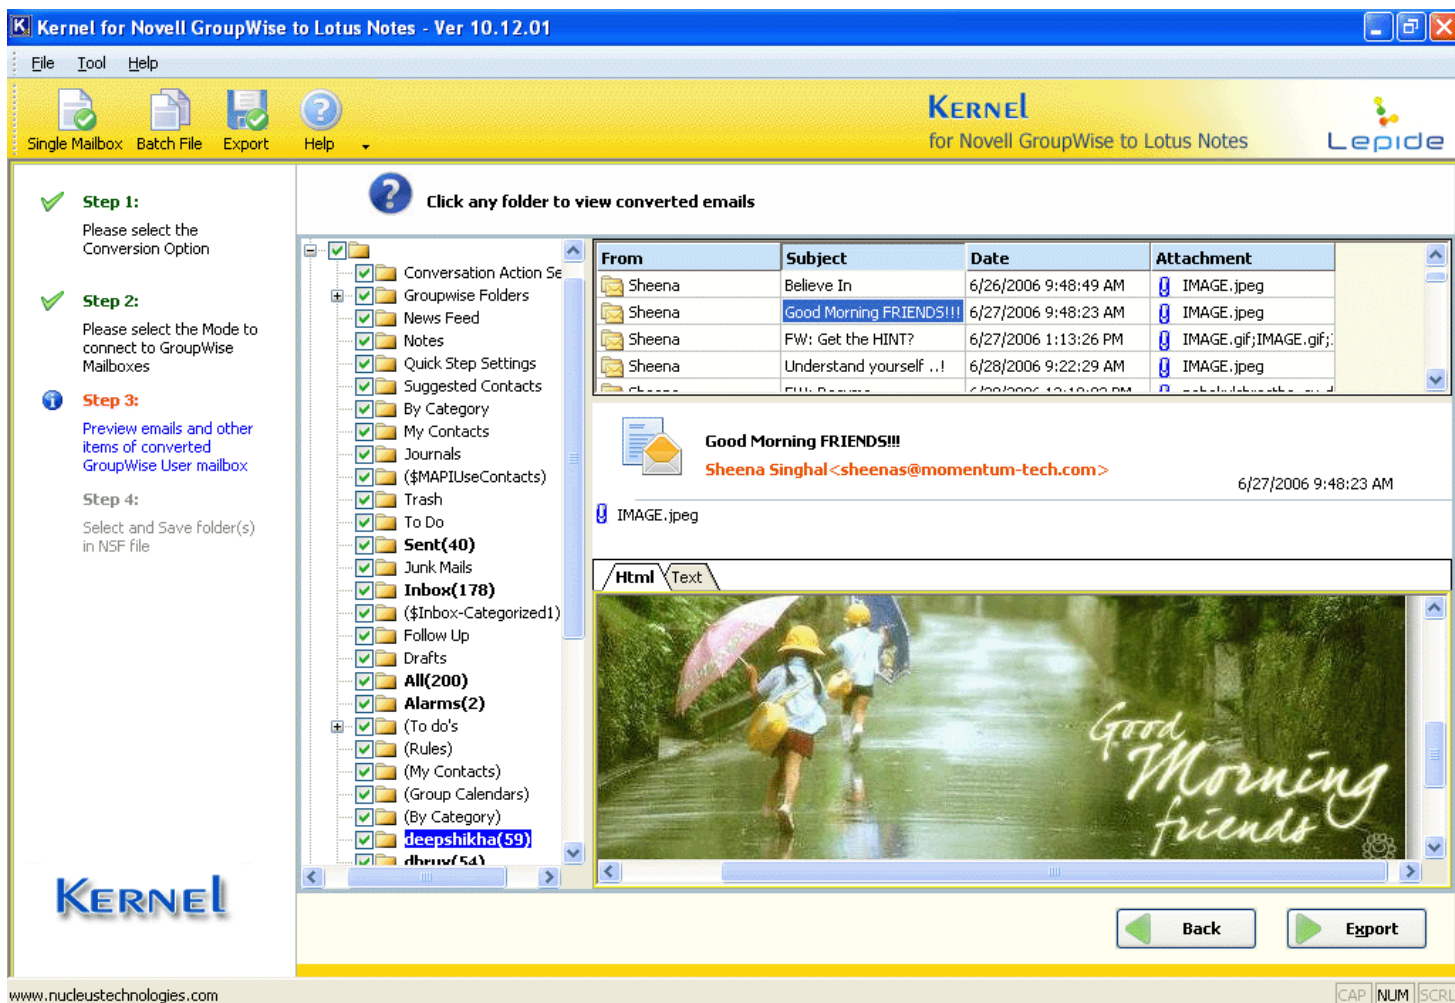 Kernel for Novell GroupWise to Lotus Notes - Ver 10.12.01
File Tool Help
Single Mailbox Batch File Export Help
KERNEL
for Novell GroupWise to Lotus Notes
Lepide
Step 1:
Please select the
Conversion Option
Step 2:
Please select the Mode to
connect to GroupWise
Mailboxes
Step 3:
Preview emails and other
items of converted
GroupWise User mailbox
Step 4:
Select and Save folder(s)
in NSF file
KERNEL
Click any folder to view converted emails
Conversation Action Se
Groupwise Folders
News Feed
Notes
Quick Step Settings
Suggested Contacts
By Category
My Contacts
Journals
($MAPIUseContacts)
Trash
To Do
Sent(40)
Junk Mails
Inbox(178)
($Inbox-Categorized1)
Follow Up
Drafts
All(200)
Alarms(2)
(To do's
(Rules)
(My Contacts)
(Group Calendars)
(By Category)
deepshikha(59)
dhruv(54)
From Subject Date Attachment
Sheena Believe In 6/26/2006 9:48:49 AM IMAGE.jpeg
Sheena Good Morning FRIENDS!!! 6/27/2006 9:48:23 AM IMAGE.jpeg
Sheena FW: Get the HINT? 6/27/2006 1:13:26 PM IMAGE.gif;IMAGE.gif;
Sheena Understand yourself ..! 6/28/2006 9:22:29 AM IMAGE.jpeg
Good Morning FRIENDS!!!
Sheena Singhal<sheenas@momentum-tech.com>
6/27/2006 9:48:23 AM
IMAGE.jpeg
Html Text
Good
Morning
friends
Back Export
www.nucleustechnologies.com
CAP NUM SCRL